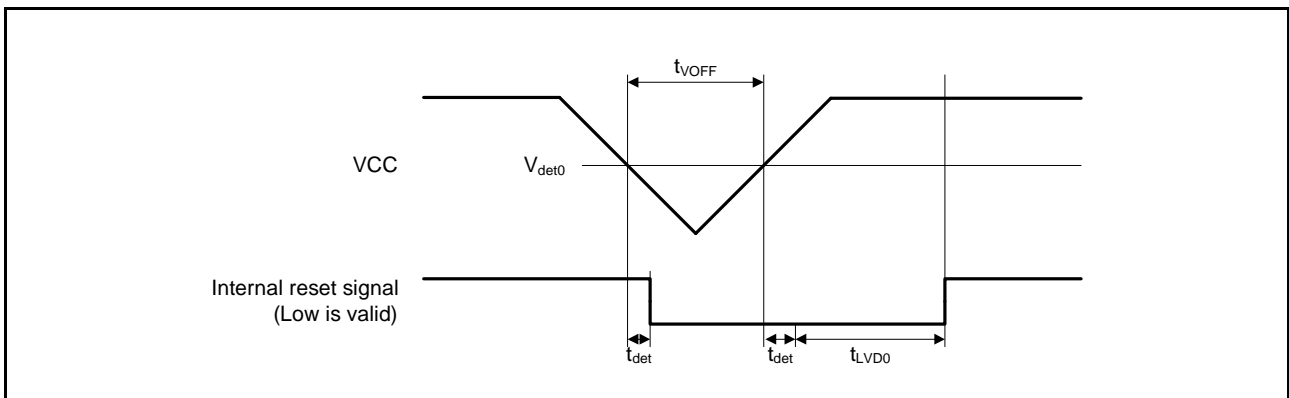 tVOFF
VCC
Vdet0
Internal reset signal
(Low is valid)
tdet
tdet
tLVD0